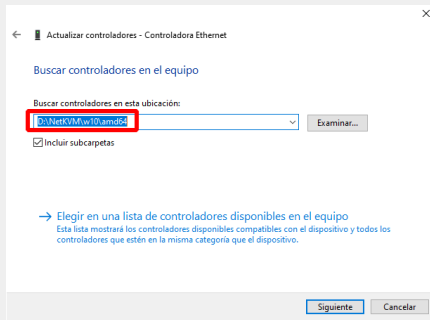 Actualizar controladores - Controladora Ethernet
Buscar controladores en el equipo
Buscar controladores en esta ubicación:
D:\NetKVM\w10\amd64
Examinar...
Incluir subcarpetas
Elegir en una lista de controladores disponibles en el equipo
Esta lista mostrará los controladores disponibles compatibles con el dispositivo y todos los
controladores que estén en la misma categoría que el dispositivo.
Siguiente Cancelar